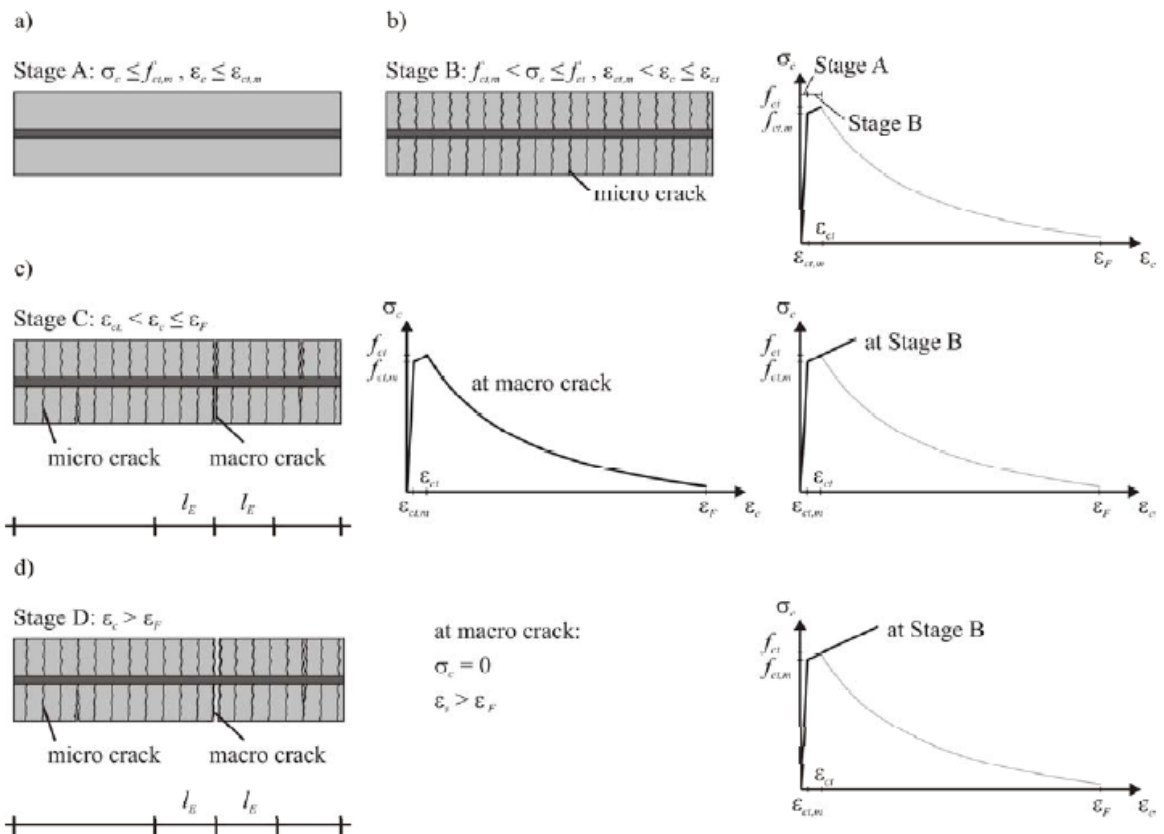 a)
Stage A: σc ≤ fct,m , εc ≤ εct,m
b)
Stage B: fct,m < σc ≤ fct , εct,m < εc ≤ εct
micro crack
σc
Stage A
fct
fct,m
Stage B
εct
εct,m
εF
εc
c)
Stage C: εct < εc ≤ εF
micro crack
macro crack
lE
lE
σc
fct
fct,m
at macro crack
εct
εct,m
εF
εc
σc
fct
fct,m
at Stage B
εct
εct,m
εF
εc
d)
Stage D: εc > εF
micro crack
macro crack
lE
lE
at macro crack:
σc = 0
εs > εF
σc
fct
fct,m
at Stage B
εct
εct,m
εF
εc